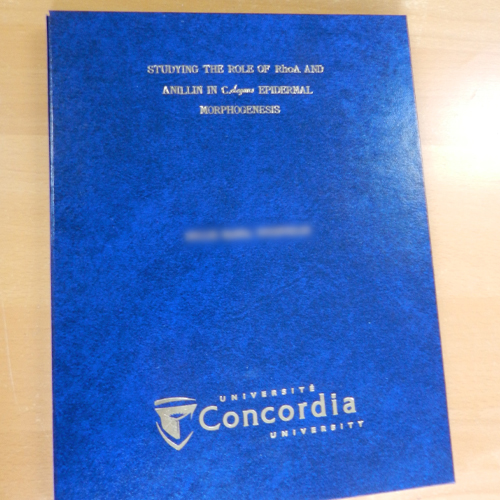 STUDYING THE ROLE OF RhoA AND
ANILLIN IN C.elegans EPIDERMAL
MORPHOGENESIS
UNIVERSITÉ
Concordia
UNIVERSITY